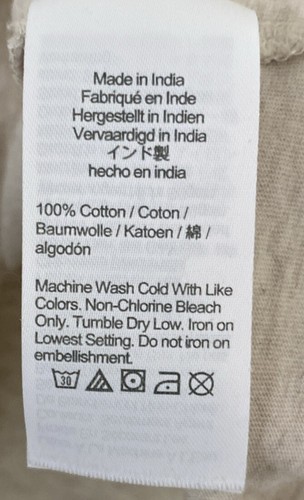 Made in India
Fabriqué en Inde
Hergestellt in Indien
Vervaardigd in India
インド製
hecho en india
100% Cotton / Coton /
Baumwolle / Katoen / 綿 /
algodón
Machine Wash Cold With Like
Colors. Non-Chlorine Bleach
Only. Tumble Dry Low. Iron on
Lowest Setting. Do not iron on
embellishment.
30